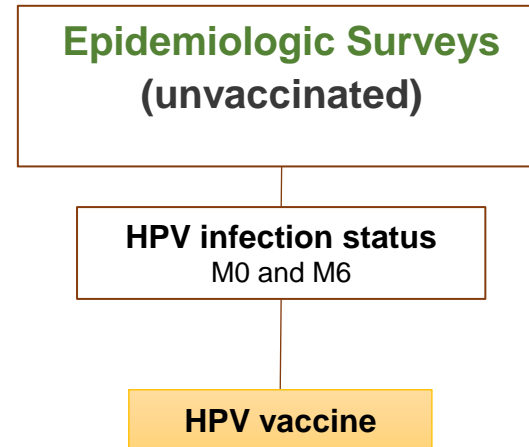 Epidemiologic Surveys
(unvaccinated)
HPV infection status
M0 and M6
HPV vaccine